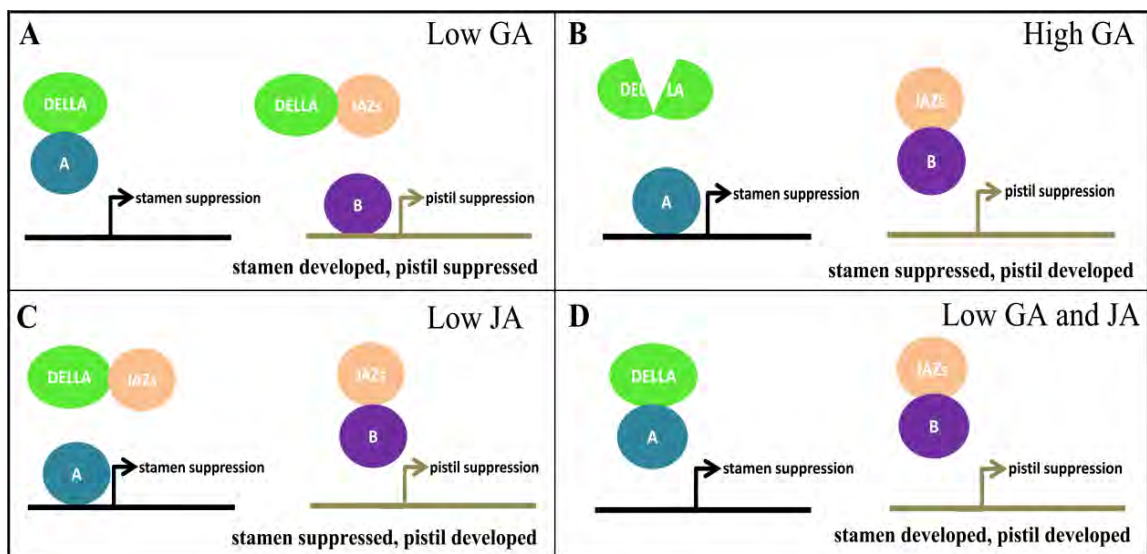 A
Low GA
DELLA
A
stamen suppression
DELLA
JAZs
B
pistil suppression
stamen developed, pistil suppressed
B
High GA
DELLA
A
stamen suppression
JAZs
B
pistil suppression
stamen suppressed, pistil developed
C
Low JA
DELLA
JAZs
A
stamen suppression
JAZs
B
pistil suppression
stamen suppressed, pistil developed
D
Low GA and JA
DELLA
A
stamen suppression
JAZs
B
pistil suppression
stamen developed, pistil developed